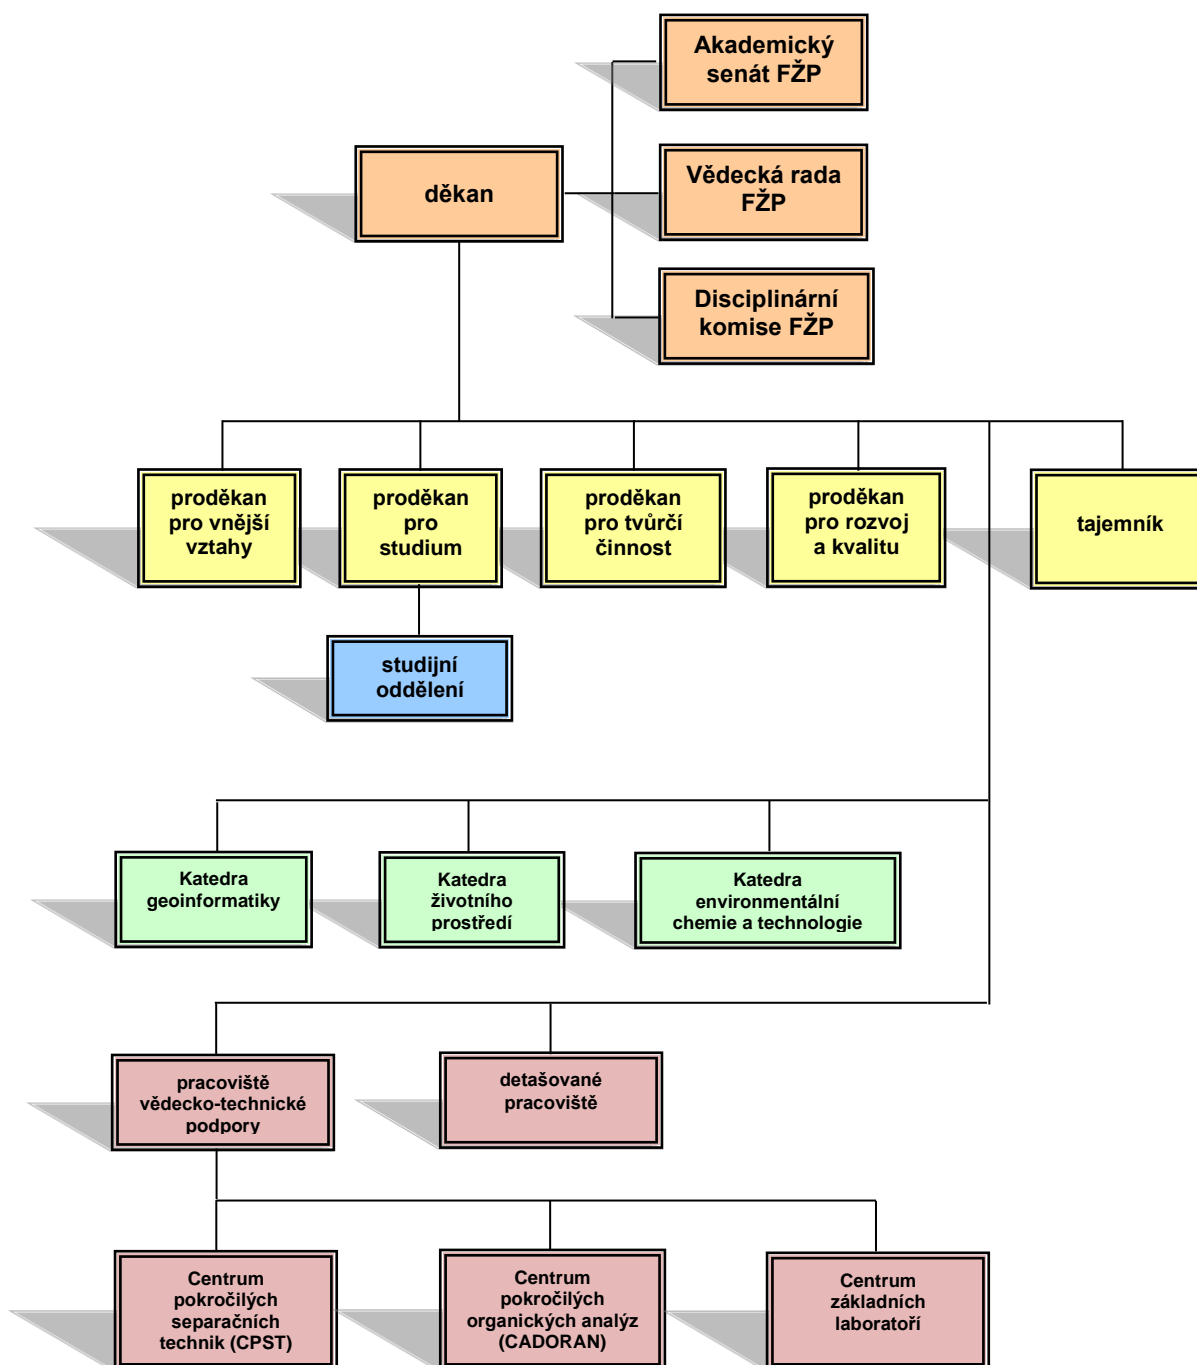 Akademický
senát FŽP
děkan
Vědecká rada
FŽP
Disciplinární
komise FŽP
proděkan
pro vnější
vztahy
proděkan
pro
studium
proděkan
pro tvůrčí
činnost
proděkan
pro rozvoj
a kvalitu
tajemník
studijní
oddělení
Katedra
geoinformatiky
Katedra
životního
prostředí
Katedra
environmentální
chemie a technologie
pracoviště
vědecko-technické
podpory
detašované
pracoviště
Centrum
pokročilých
separačních
technik (CPST)
Centrum
pokročilých
organických analýz
(CADORAN)
Centrum
základních
laboratoří